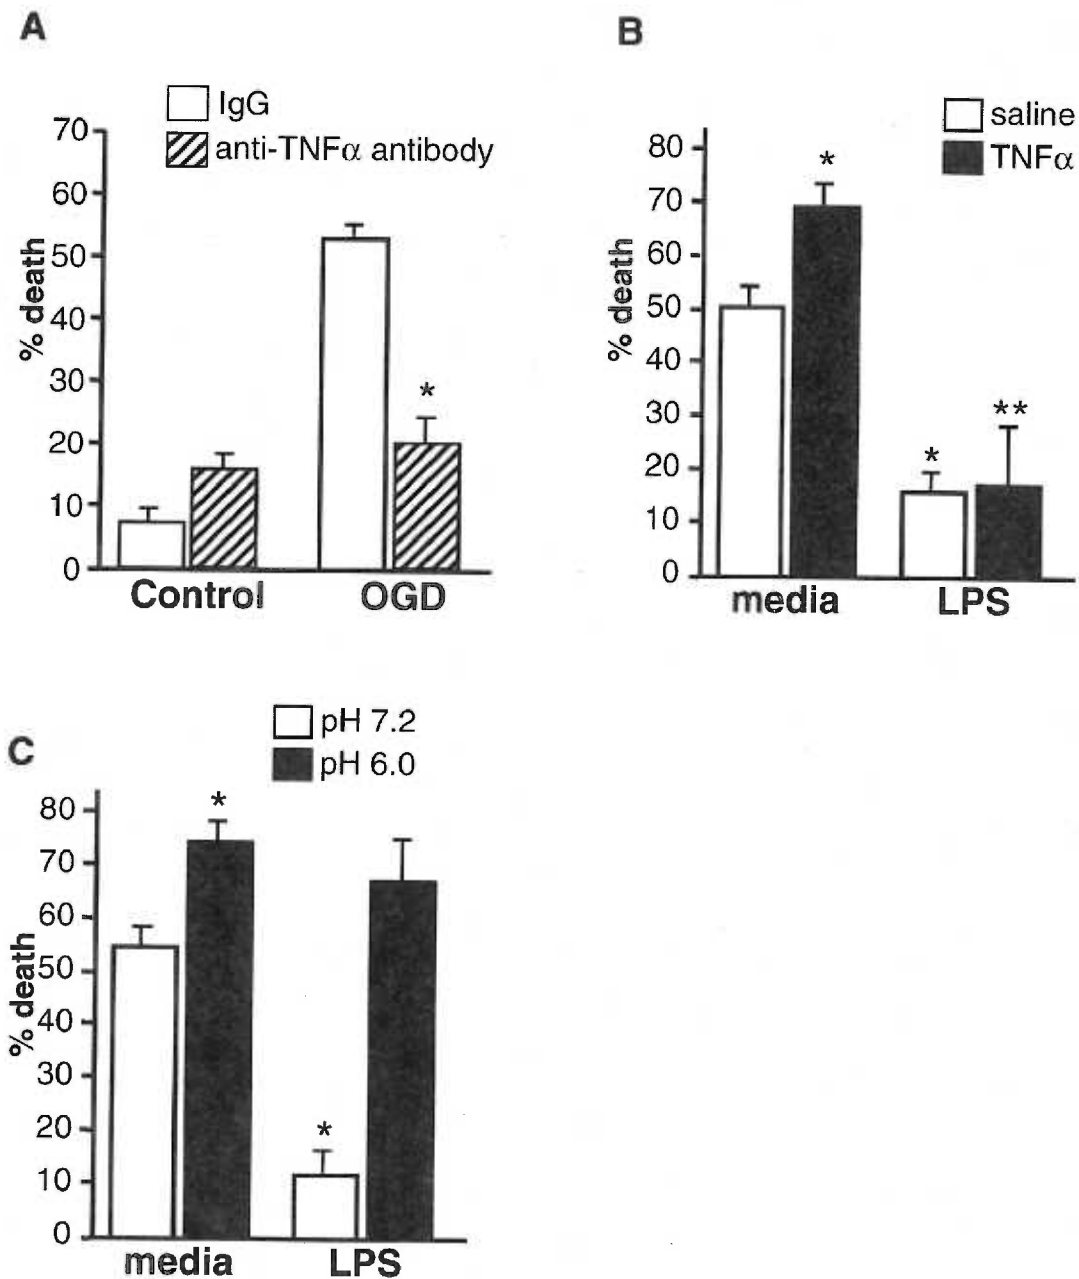 A
IgG
anti-TNFα antibody
% death
70
60
50
40
30
20
10
0
*
Control
OGD
B
saline
TNFα
% death
80
70
60
50
40
30
20
10
0
*
*
**
media
LPS
C
pH 7.2
pH 6.0
% death
80
70
60
50
40
30
20
10
0
*
*
media
LPS